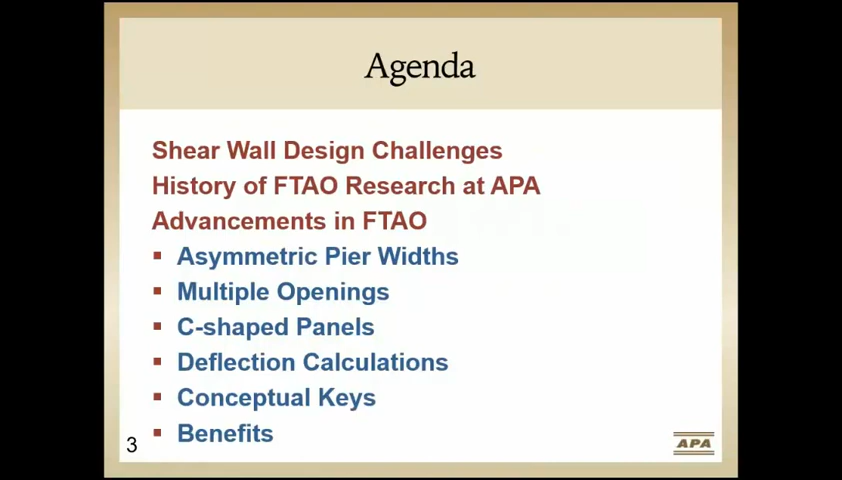 Agenda
Shear Wall Design Challenges
History of FTAO Research at APA
Advancements in FTAO
Asymmetric Pier Widths
Multiple Openings
C-shaped Panels
Deflection Calculations
Conceptual Keys
Benefits
3
APA